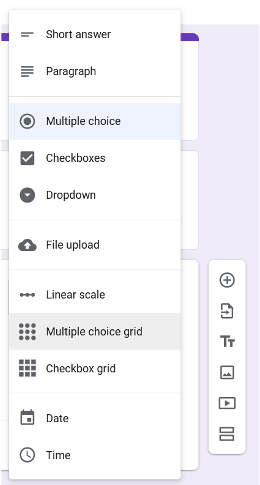 Short answer
Paragraph
Multiple choice
Checkboxes
Dropdown
File upload
Linear scale
Multiple choice grid
Checkbox grid
Date
Time